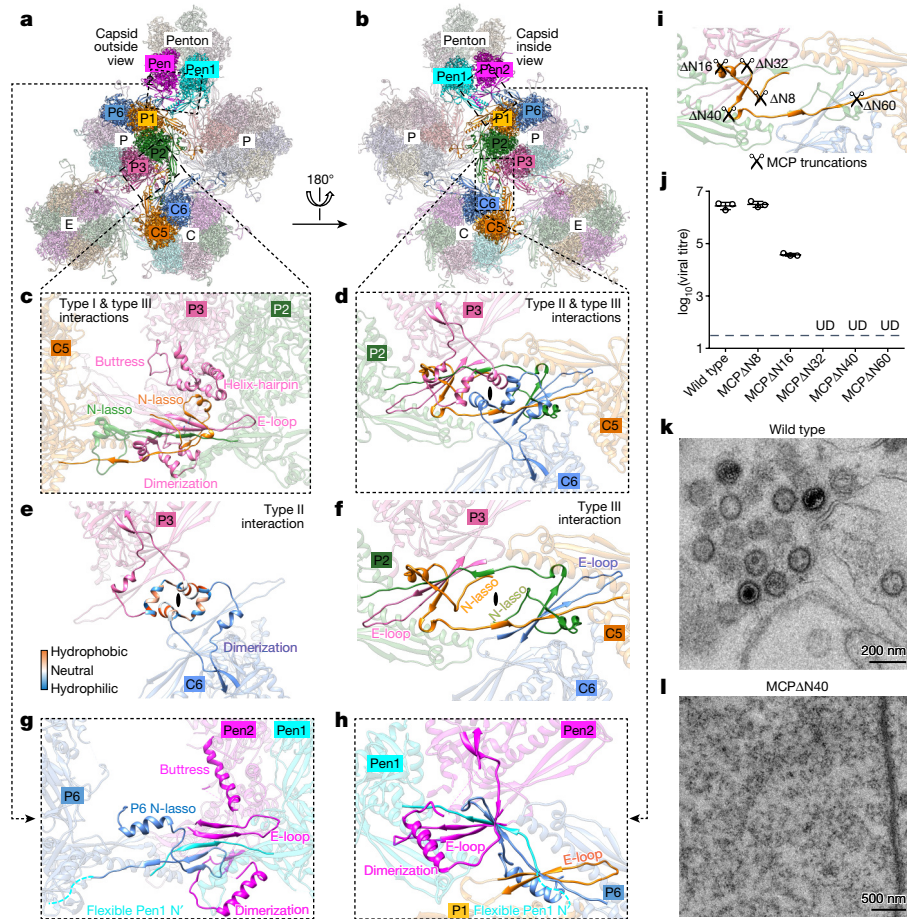 a
Capsid outside view
Penton
Pen
Pen1
P6
P1
P
P2
P
P3
C6
C5
E
C
180°
b
Penton
Capsid inside view
Pen1
Pen2
P6
P1
P
P2
P3
P
C6
C5
C
E
c
Type I & type III interactions
P3
P2
C5
Buttress
Helix-hairpin
N-lasso
N-lasso
E-loop
Dimerization
d
Type II & type III interactions
P3
P2
C5
C6
e
Type II interaction
P3
Dimerization
Hydrophobic
Neutral
Hydrophilic
C6
f
Type III interaction
P3
P2
E-loop
N-lasso
N-lasso
E-loop
C5
C6
g
Pen2
Pen1
Buttress
P6
P6 N-lasso
E-loop
Flexible Pen1 N′
Dimerization
h
Pen2
Pen1
E-loop
Dimerization
E-loop
P6
P1
Flexible Pen1 N′
i
ΔN16
ΔN32
ΔN8
ΔN60
ΔN40
MCP truncations
j
log10(viral titre)
7
5
3
1
UD
UD
UD
Wild type
MCPΔN8
MCPΔN16
MCPΔN32
MCPΔN40
MCPΔN60
k
Wild type
200 nm
l
MCPΔN40
500 nm